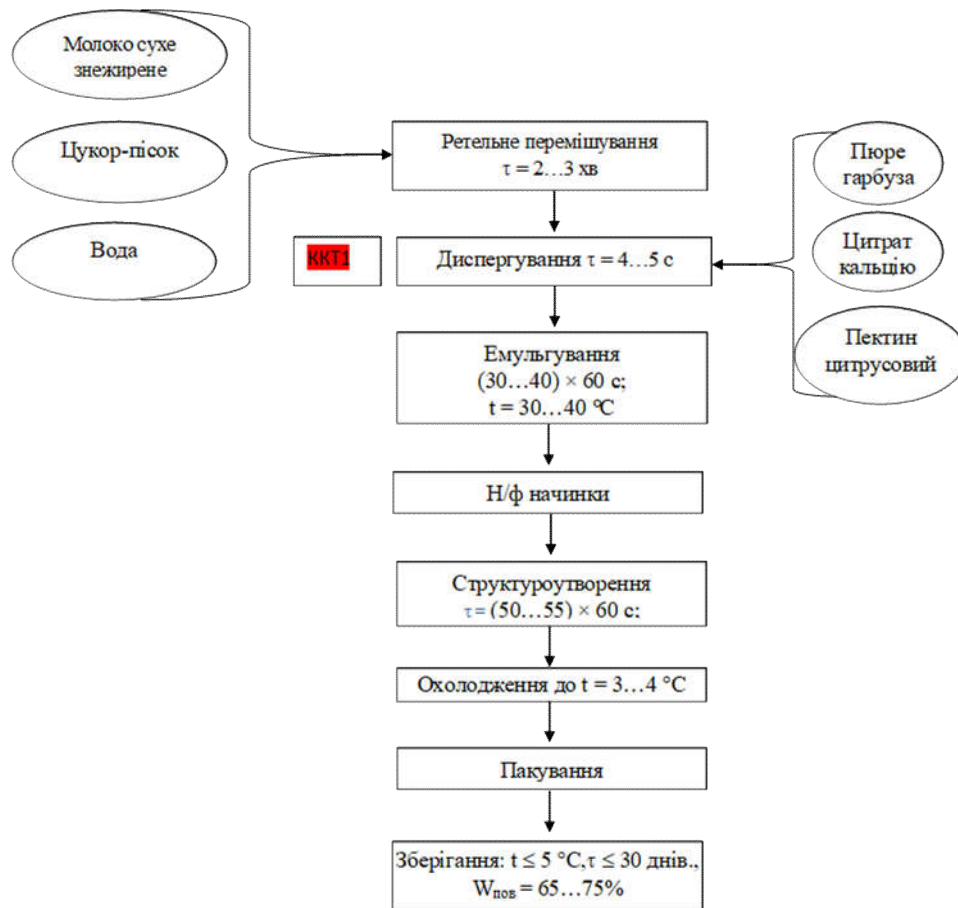 Молоко сухе
знежирене
Цукор-пісок
Вода
Ретельне перемішування
τ = 2…3 хв
ККТ1
Диспергування τ = 4…5 с
Пюре
гарбуза
Цитрат
кальцію
Пектин
цитрусовий
Емульгування
(30…40) × 60 с;
t = 30…40 °С
Н/ф начинки
Структуроутворення
τ= (50…55) × 60 с;
Охолодження до t = 3…4 °С
Пакування
Зберігання: t ≤ 5 °С,τ ≤ 30 днів.,
Wпов = 65…75%